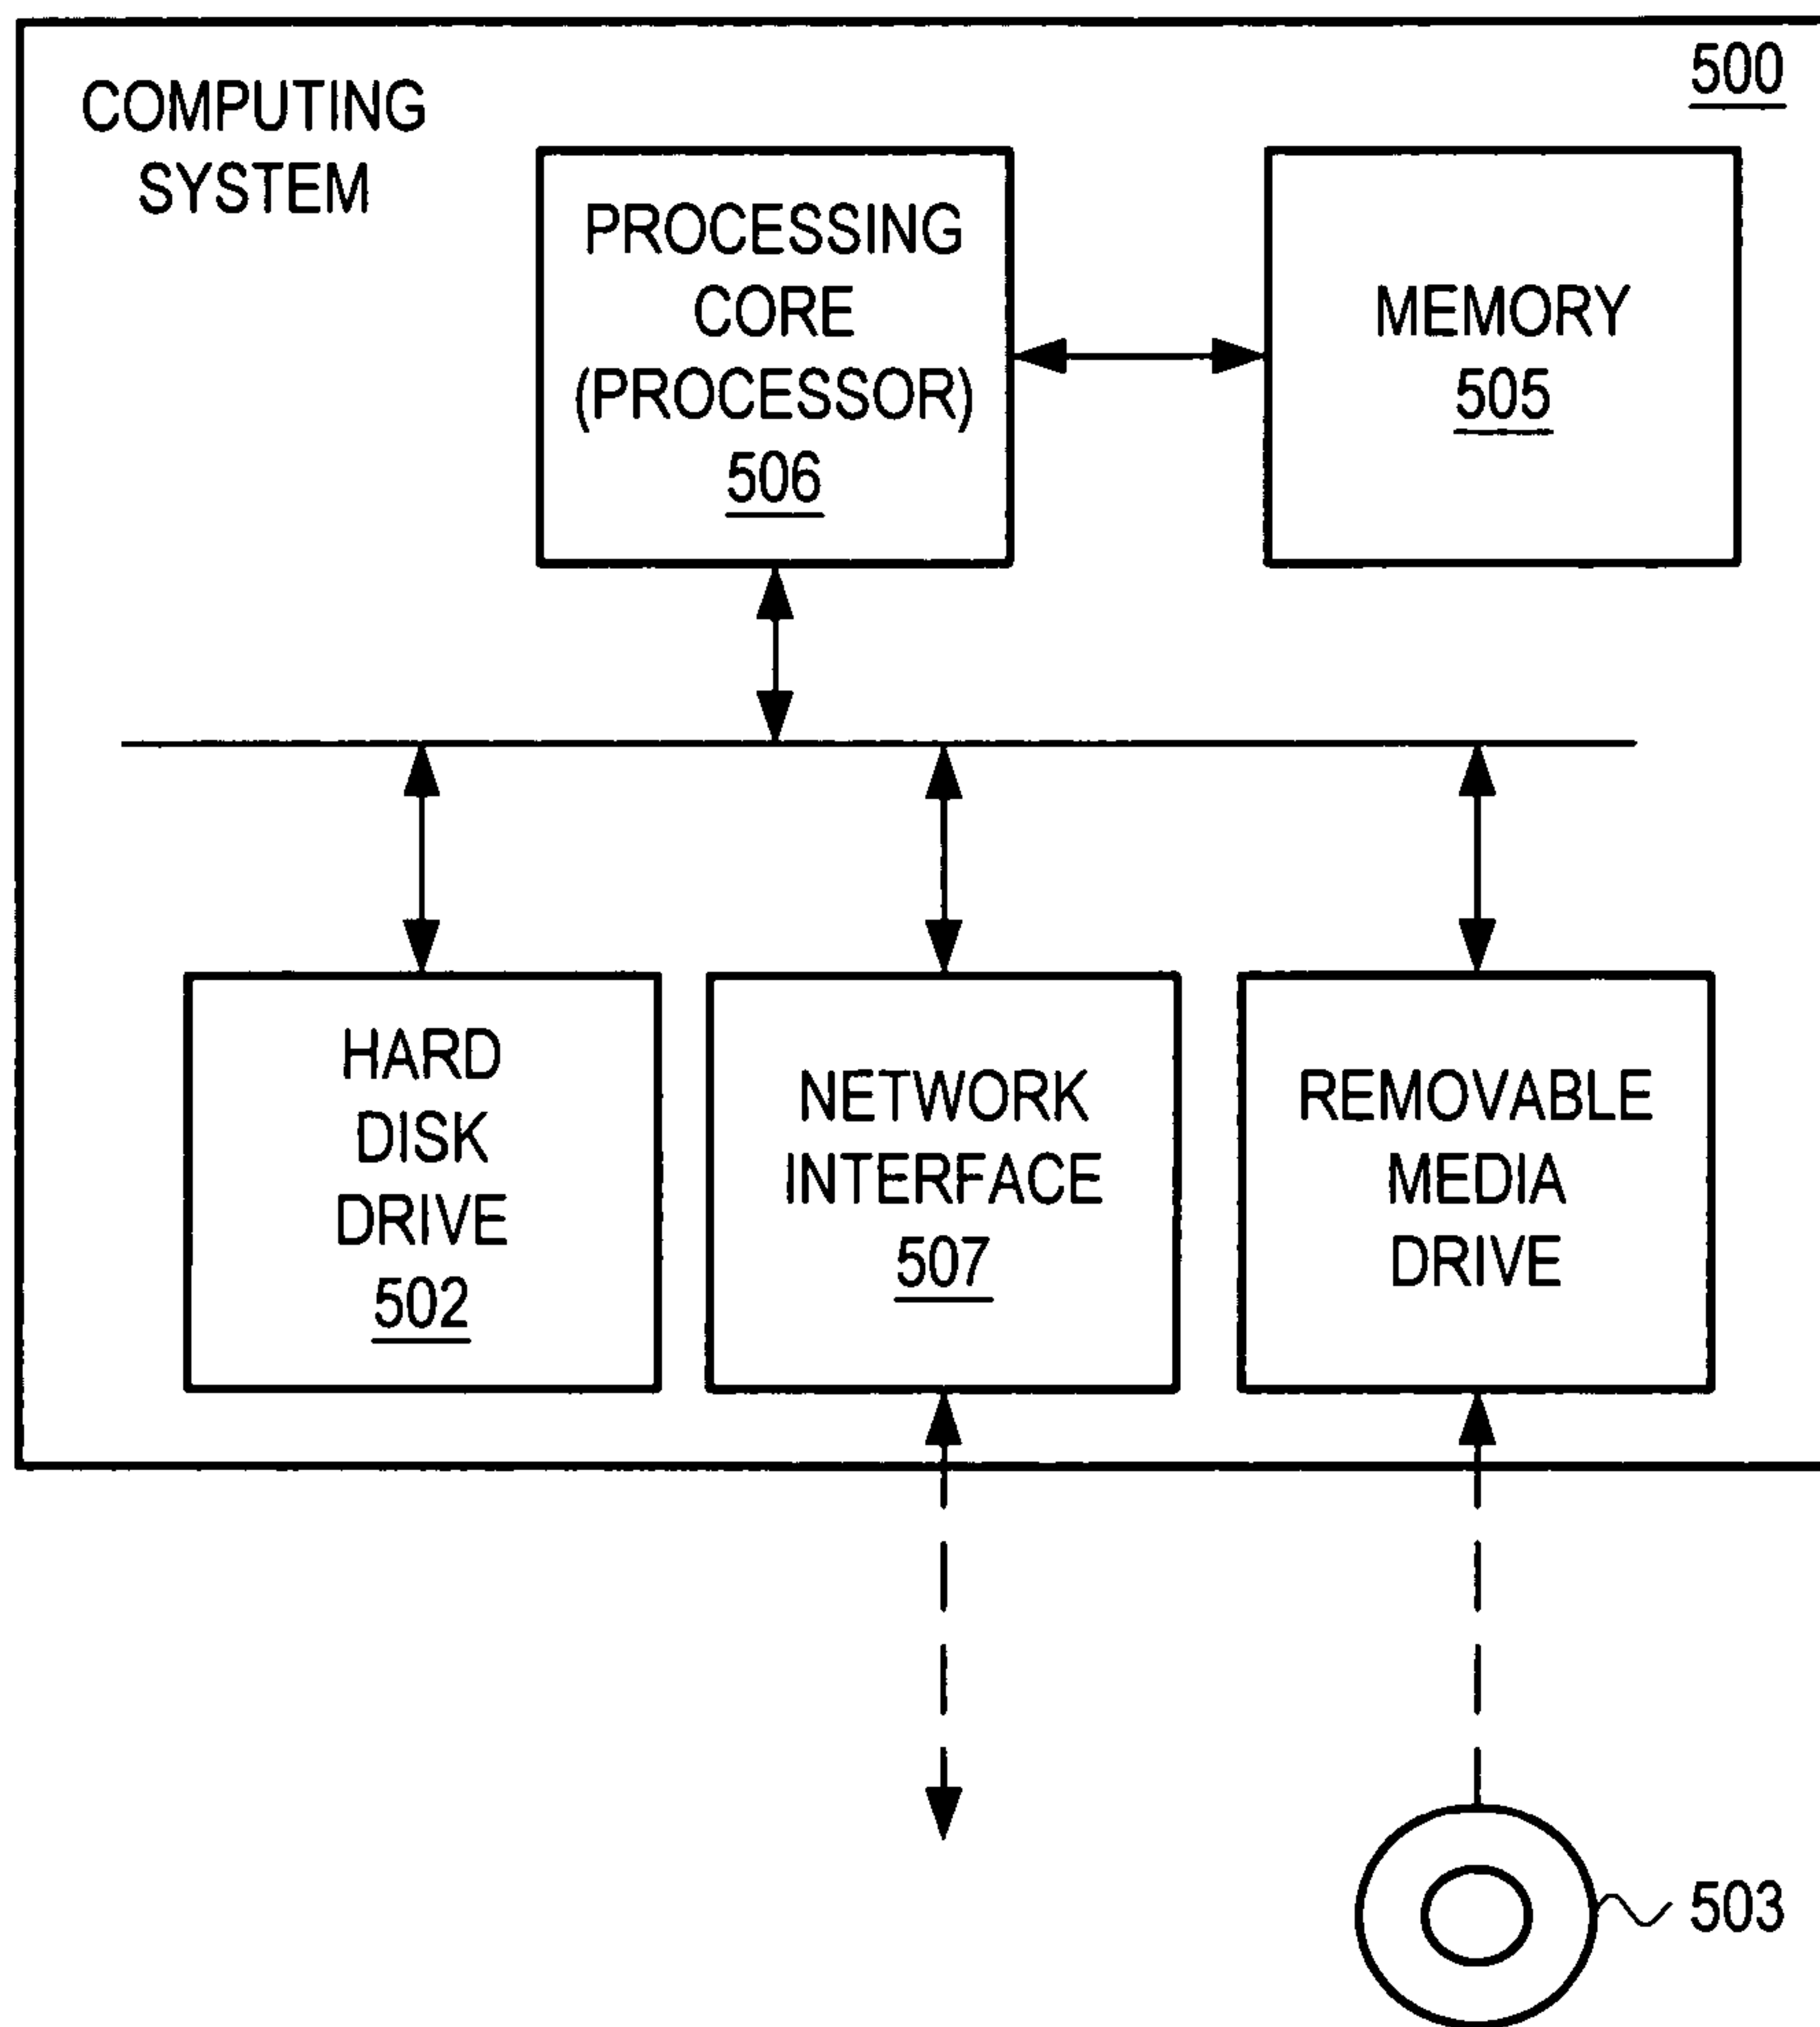 COMPUTING
SYSTEM
500
PROCESSING
CORE
(PROCESSOR)
506
MEMORY
505
HARD
DISK
DRIVE
502
NETWORK
INTERFACE
507
REMOVABLE
MEDIA
DRIVE
503